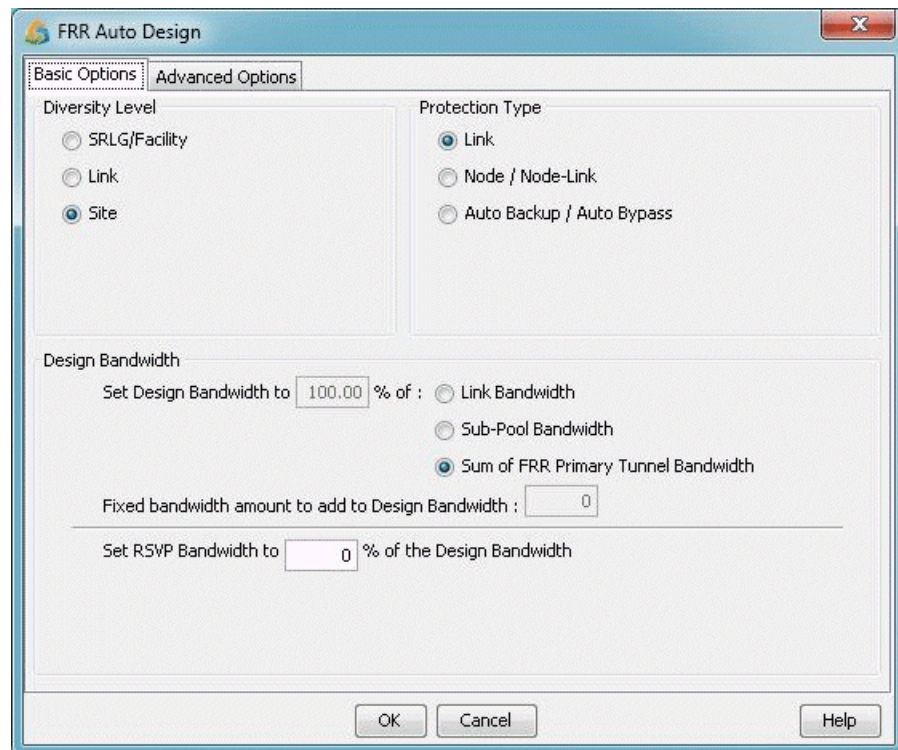 FRR Auto Design
Basic Options
Advanced Options
Diversity Level
SRLG/Facility
Link
Site
Protection Type
Link
Node / Node-Link
Auto Backup / Auto Bypass
Design Bandwidth
Set Design Bandwidth to 100.00 % of : Link Bandwidth
Sub-Pool Bandwidth
Sum of FRR Primary Tunnel Bandwidth
Fixed bandwidth amount to add to Design Bandwidth : 0
Set RSVP Bandwidth to 0 % of the Design Bandwidth
OK
Cancel
Help